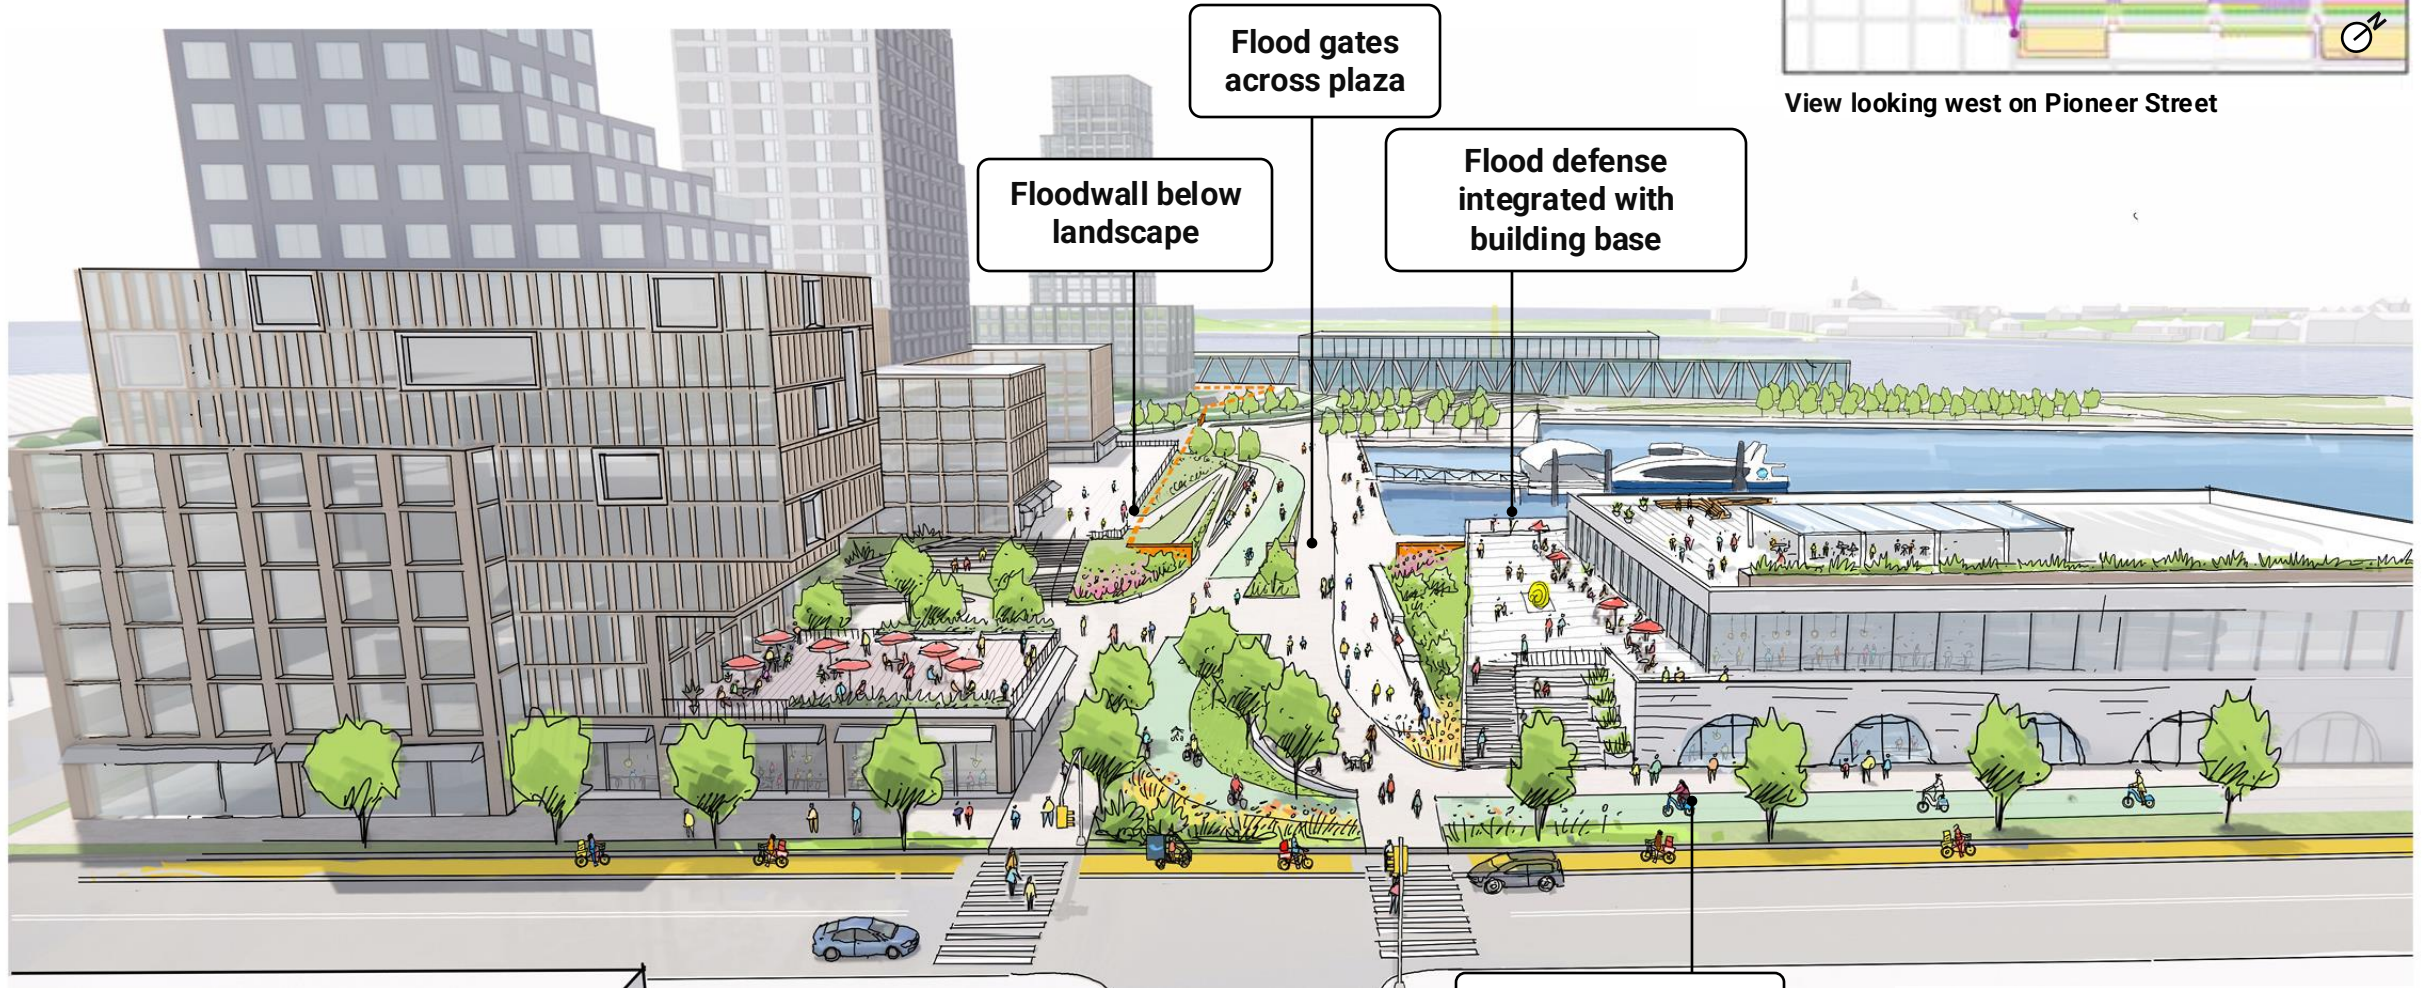 Flood gates
across plaza
N
View looking west on Pioneer Street
Floodwall below
landscape
Flood defense
integrated with
building base